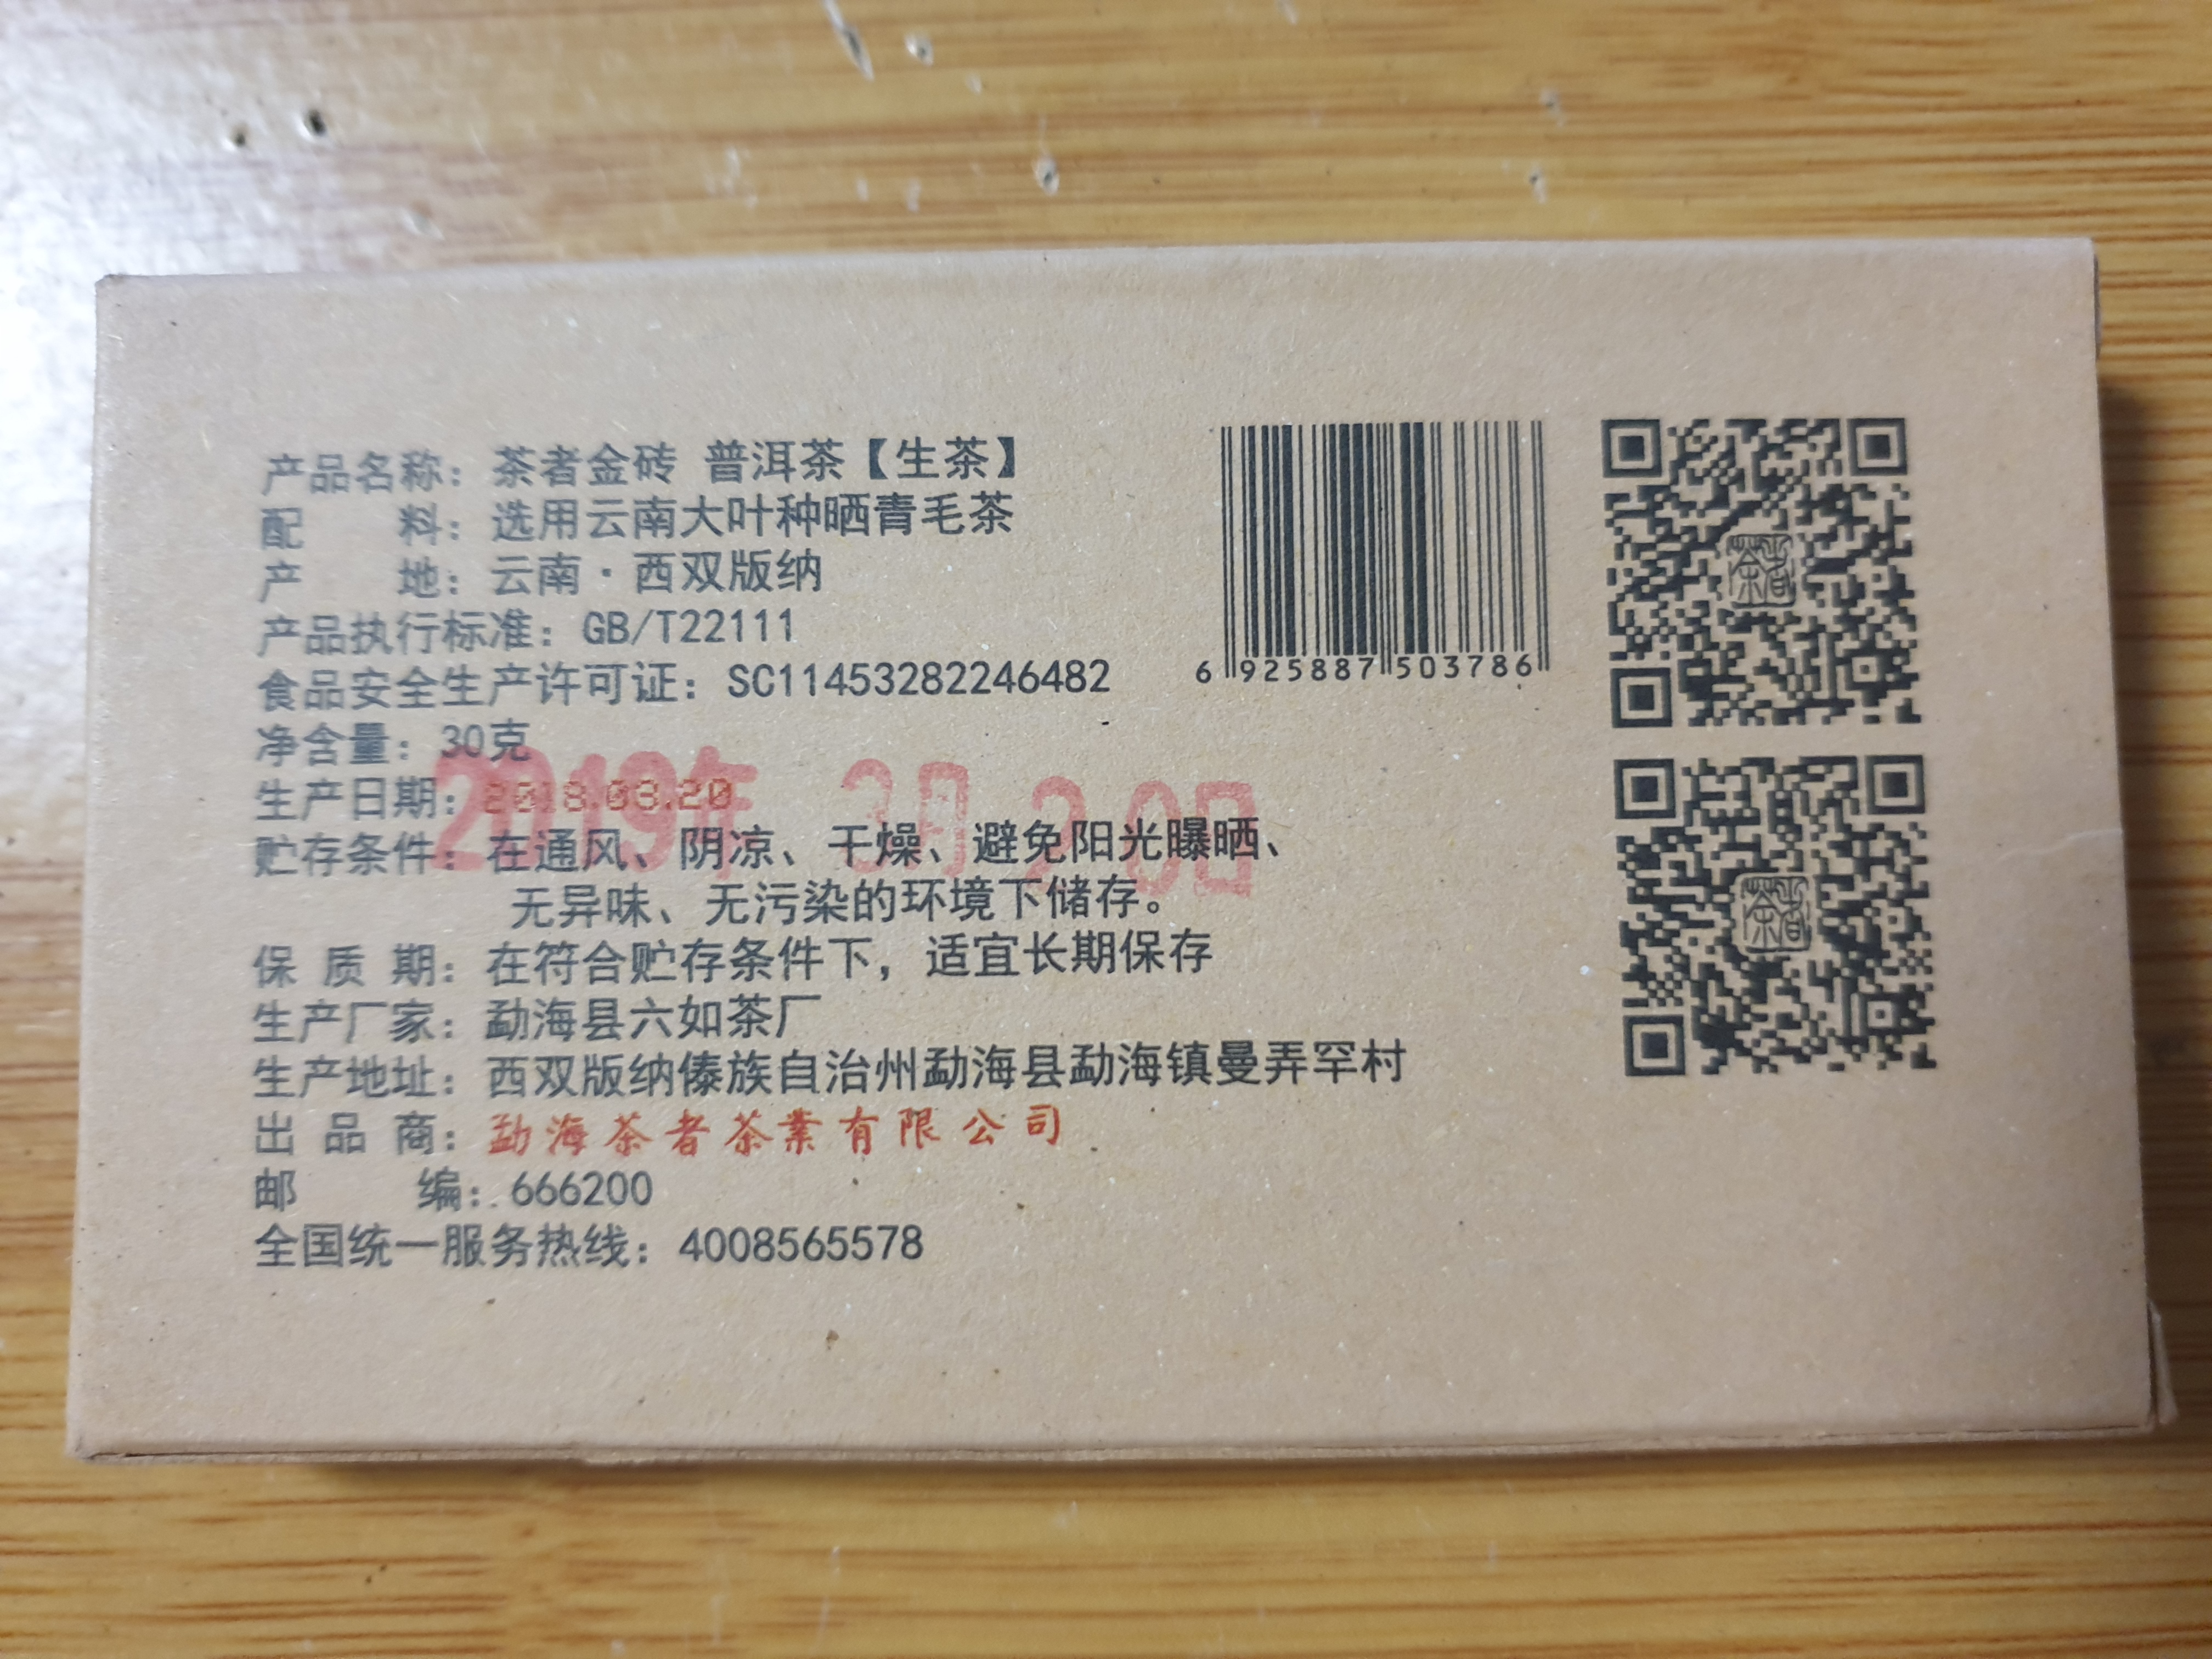 产品名称：茶者金砖 普洱茶【生茶】
配 料：选用云南大叶种晒青毛茶
产 地：云南·西双版纳
产品执行标准：GB/T22111
食品安全生产许可证：SC11453282246482
净含量：30克
生产日期：2018.03.20
2019年 3月20日
贮存条件：在通风、阴凉、干燥、避免阳光曝晒、
无异味、无污染的环境下储存。
保 质 期：在符合贮存条件下，适宜长期保存
生产厂家：勐海县六如茶厂
生产地址：西双版纳傣族自治州勐海县勐海镇曼弄罕村
出 品 商：勐海茶者茶業有限公司
邮 编：666200
全国统一服务热线：4008565578
6 925887 503786
茶者
茶者